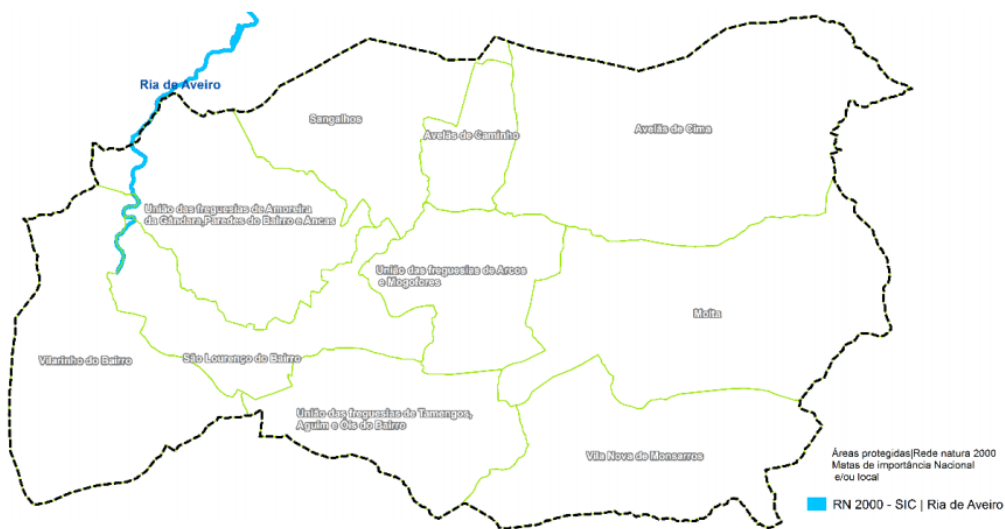 Ria de Aveiro
Sangalhos
Avelãs de Caminho
Avelãs de Cima
União das freguesias de Amoreira
da Gândara,Paredes do Bairro e Ancas
União das freguesias de Arcos
e Mogofores
Moita
Vilarinho do Bairro
São Lourenço do Bairro
União das freguesias de Tamengos,
Aguim e Óis do Bairro
Vila Nova de Monsarros
Áreas protegidas|Rede natura 2000
Matas de importância Nacional
e/ou local
RN 2000 - SIC | Ria de Aveiro